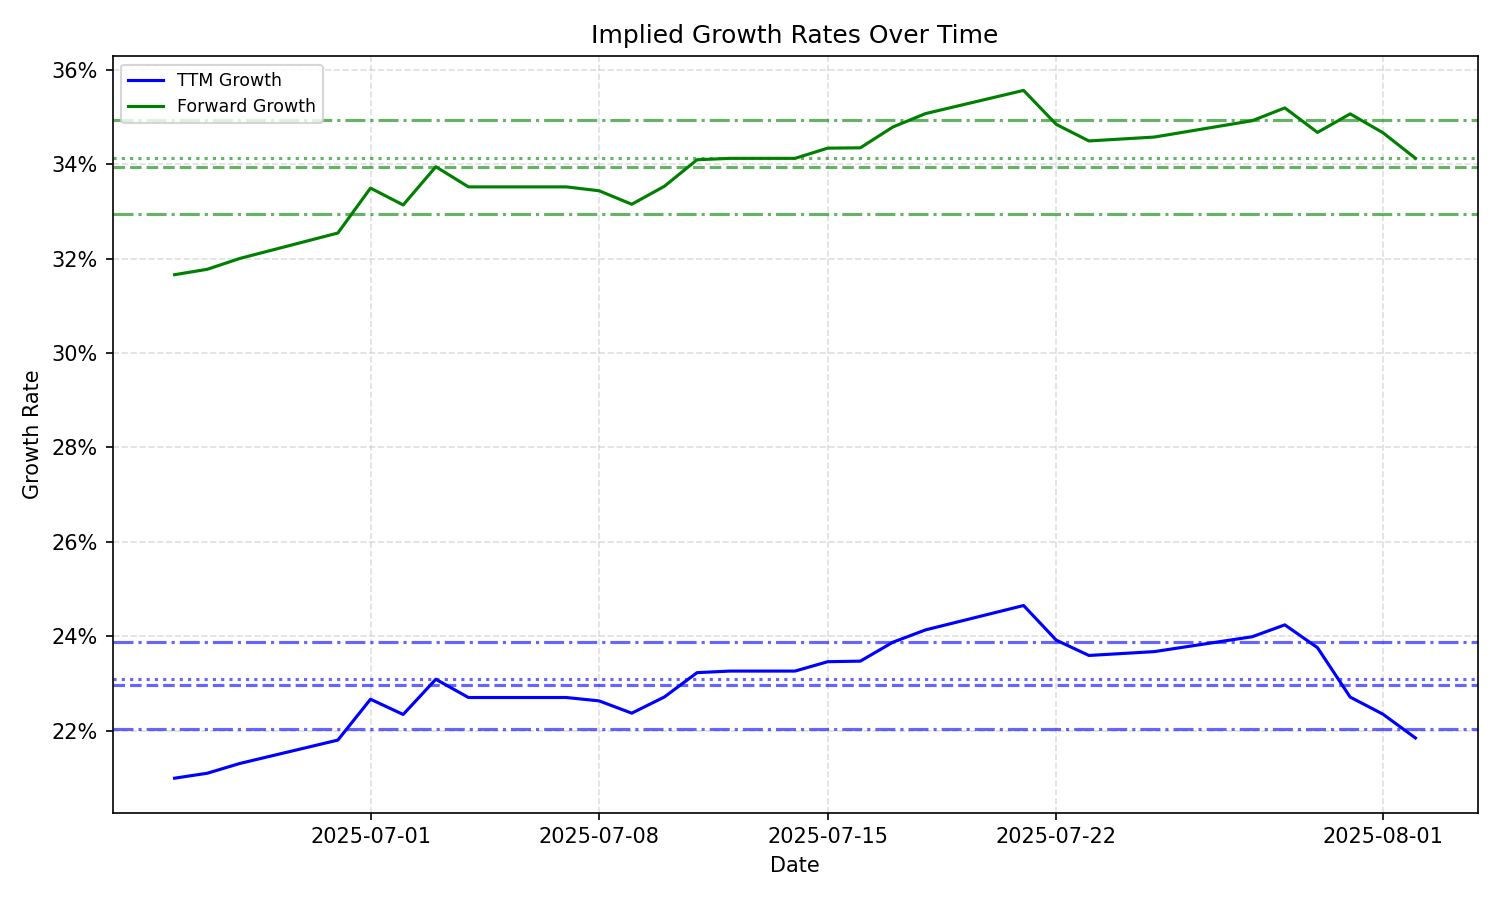 Implied Growth Rates Over Time
TTM Growth
Forward Growth
36%
34%
32%
30%
28%
26%
24%
22%
Growth Rate
2025-07-01
2025-07-08
2025-07-15
2025-07-22
2025-08-01
Date